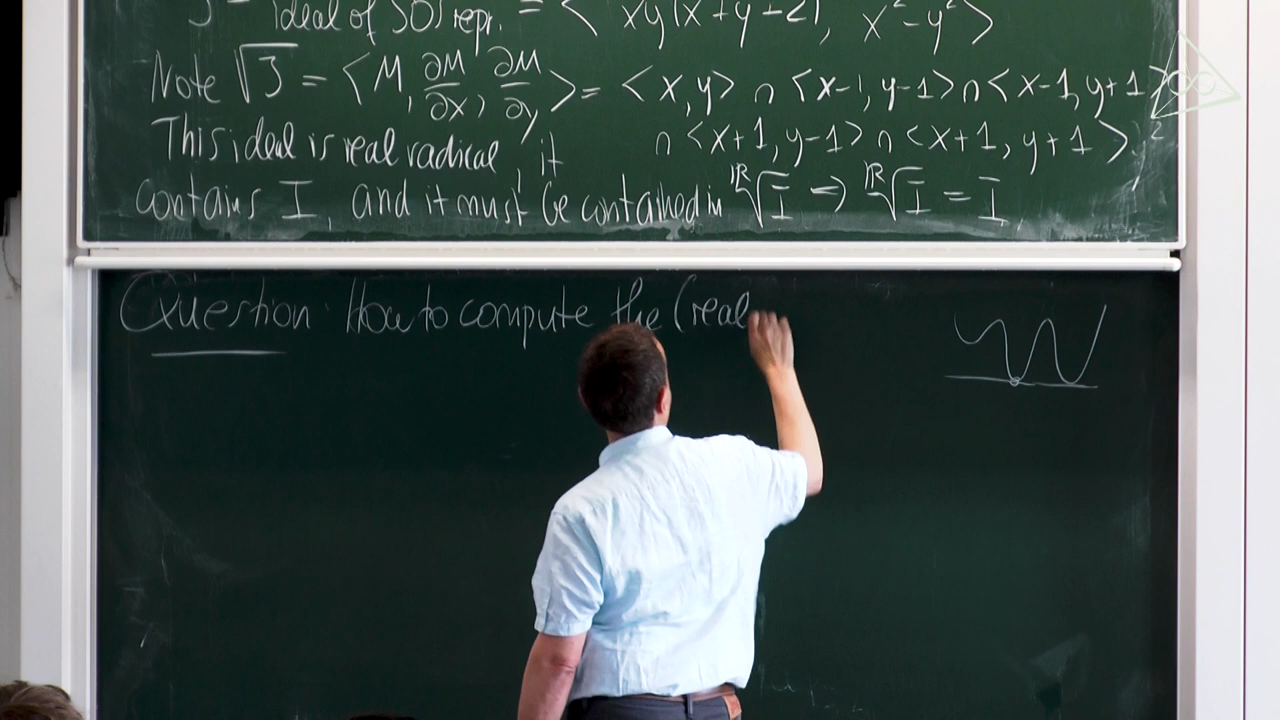 J = ideal of SOS repr. = < xy(x+y+2), x² - y² >
Note √J = < M, ∂M/∂x, ∂M/∂y > = < x, y > ∩ < x-1, y-1 > ∩ < x-1, y+1 >
This ideal is real radical, it ∩ < x+1, y-1 > ∩ < x+1, y+1 >.
contains I, and it must be contained in ᴿ√I ⇒ ᴿ√I = I
Question: How to compute the (real